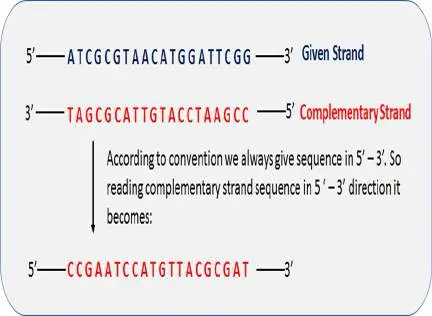 5’ ATCGCGTAACATGGATTCGG 3’ Given Strand
3’ TAGCGCATTGTACCTAAGCC 5’ Complementary Strand
According to convention we always give sequence in 5’ – 3’. So
reading complementary strand sequence in 5 ‘ – 3’ direction it
becomes:
5’ CCGAATCCATGTTACGCGAT 3’